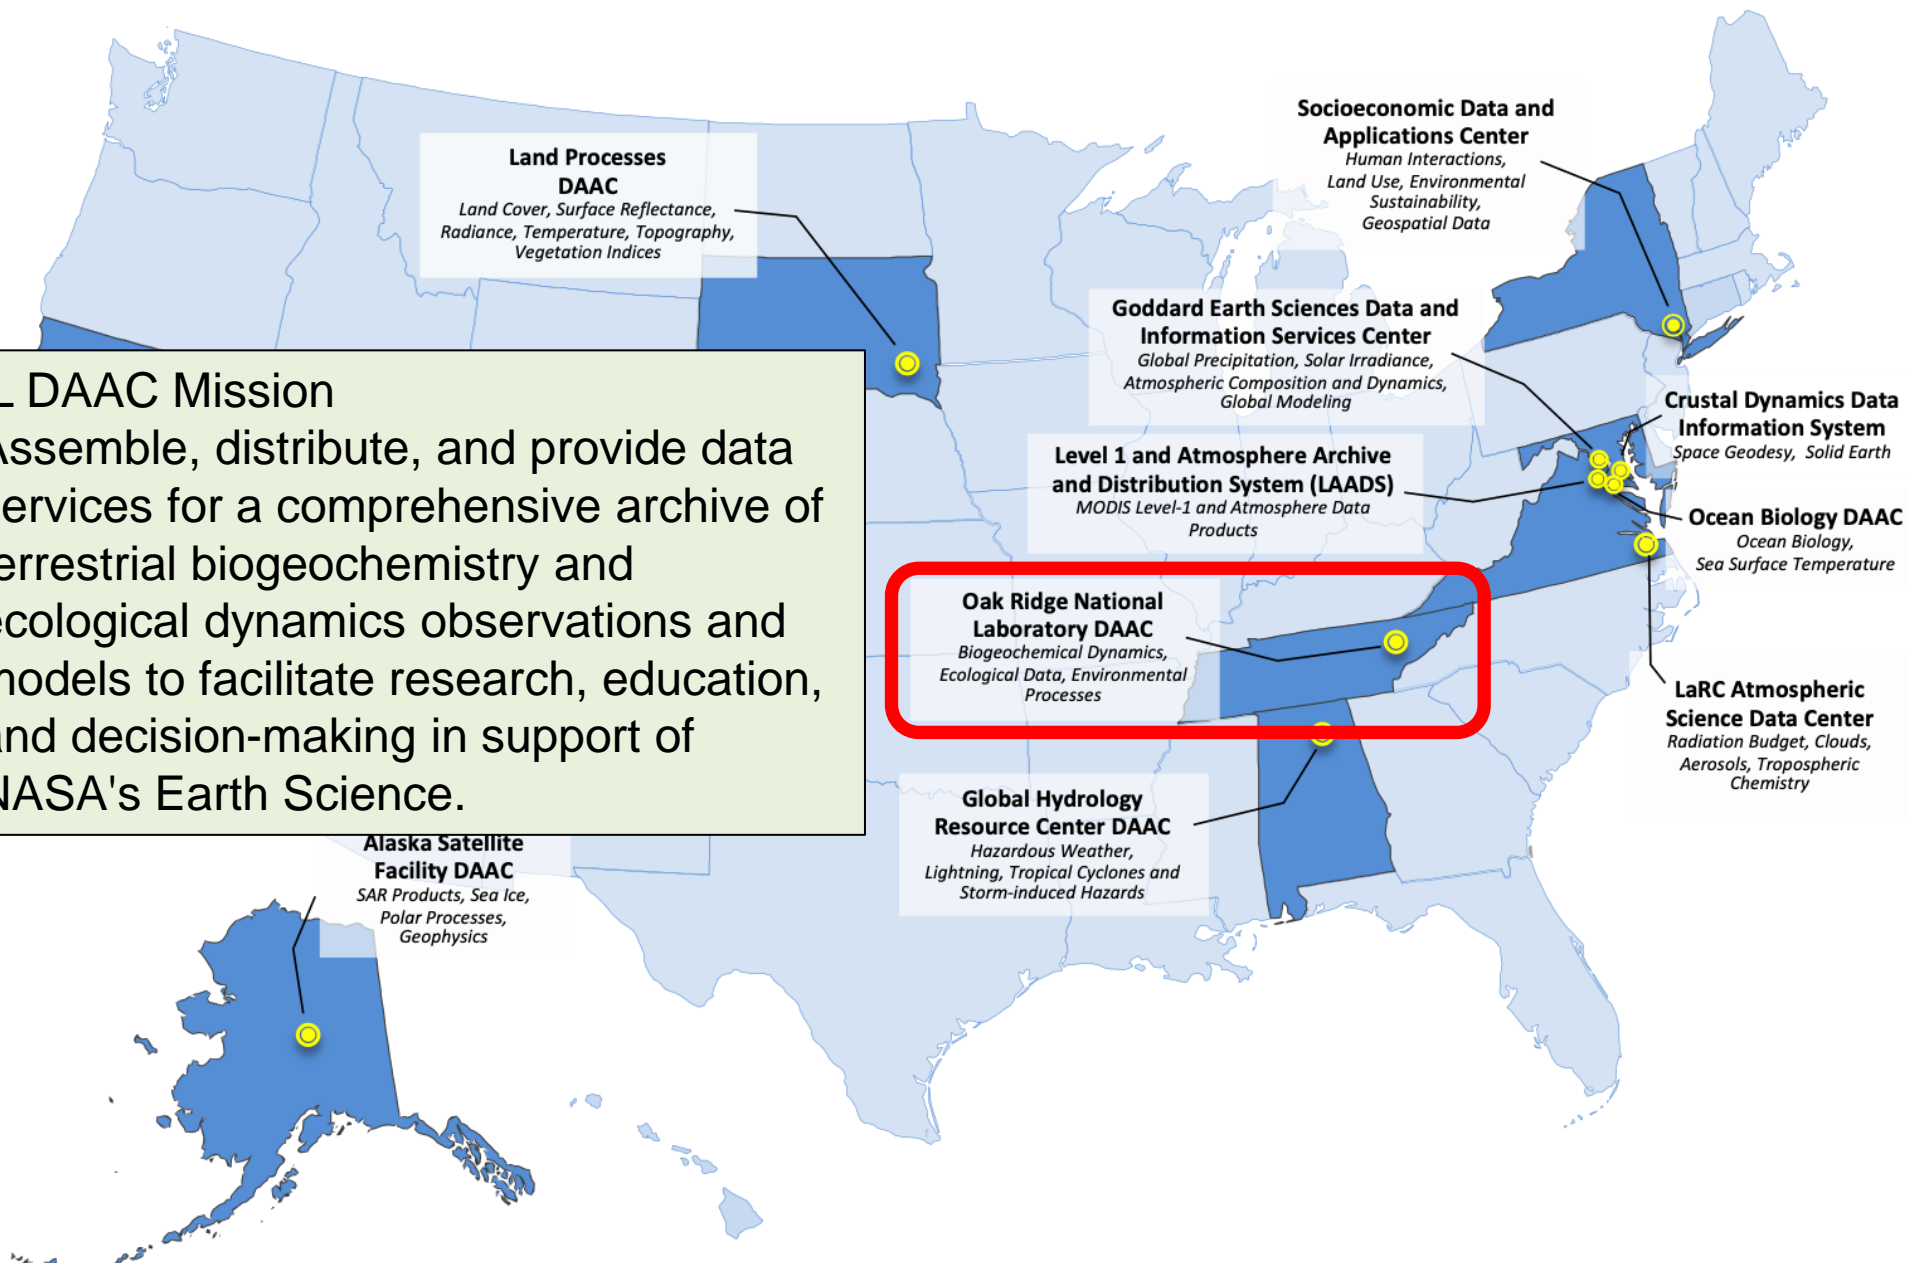 Land Processes
DAAC
Land Cover, Surface Reflectance,
Radiance, Temperature, Topography,
Vegetation Indices
Socioeconomic Data and
Applications Center
Human Interactions,
Land Use, Environmental
Sustainability,
Geospatial Data
Goddard Earth Sciences Data and
Information Services Center
Global Precipitation, Solar Irradiance,
Atmospheric Composition and Dynamics,
Global Modeling
Crustal Dynamics Data
Information System
Space Geodesy, Solid Earth
Level 1 and Atmosphere Archive
and Distribution System (LAADS)
MODIS Level-1 and Atmosphere Data
Products
Ocean Biology DAAC
Ocean Biology,
Sea Surface Temperature
L DAAC Mission
Assemble, distribute, and provide data
ervices for a comprehensive archive of
errestrial biogeochemistry and
ecological dynamics observations and
models to facilitate research, education,
and decision-making in support of
NASA's Earth Science.
Oak Ridge National
Laboratory DAAC
Biogeochemical Dynamics,
Ecological Data, Environmental
Processes
LaRC Atmospheric
Science Data Center
Radiation Budget, Clouds,
Aerosols, Tropospheric
Chemistry
Global Hydrology
Resource Center DAAC
Hazardous Weather,
Lightning, Tropical Cyclones and
Storm-induced Hazards
Alaska Satellite
Facility DAAC
SAR Products, Sea Ice,
Polar Processes,
Geophysics